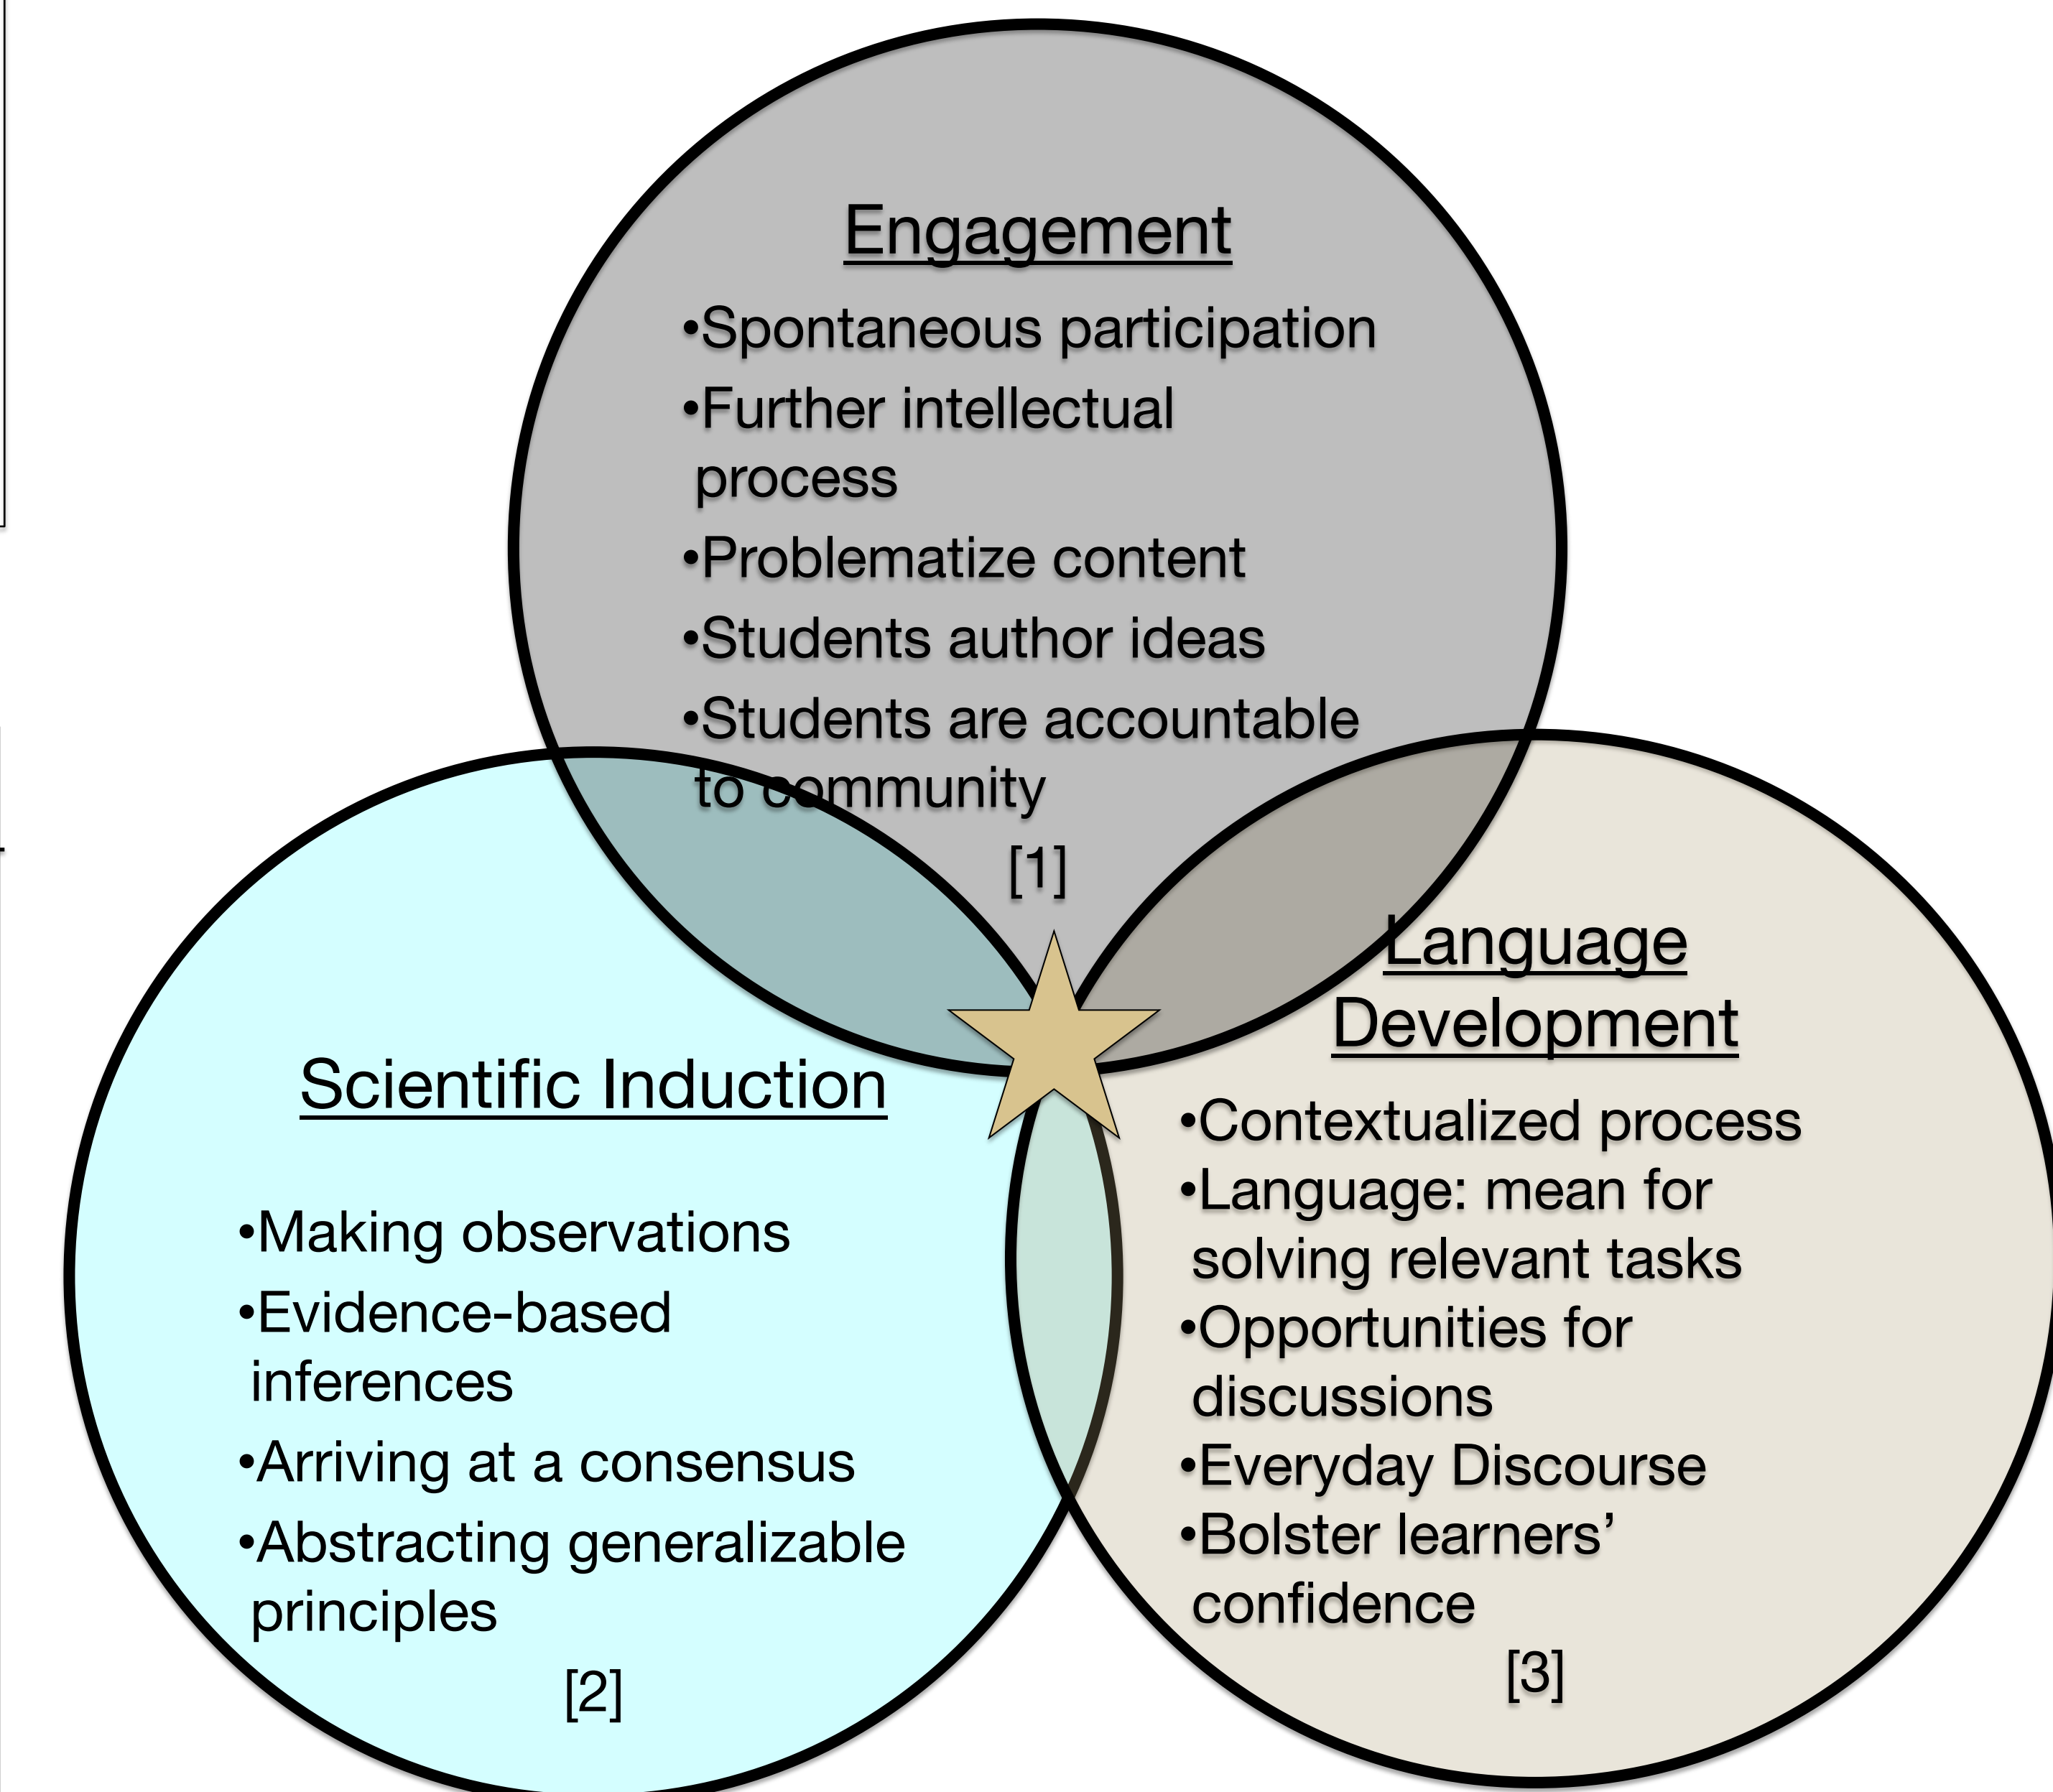 Engagement
•Spontaneous participation
•Further intellectual
process
•Problematize content
•Students author ideas
•Students are accountable
to community
[1]
Scientific Induction
•Making observations
•Evidence-based
inferences
•Arriving at a consensus
•Abstracting generalizable
principles
[2]
Language
Development
•Contextualized process
•Language: mean for
solving relevant tasks
•Opportunities for
discussions
•Everyday Discourse
•Bolster learners’
confidence
[3]